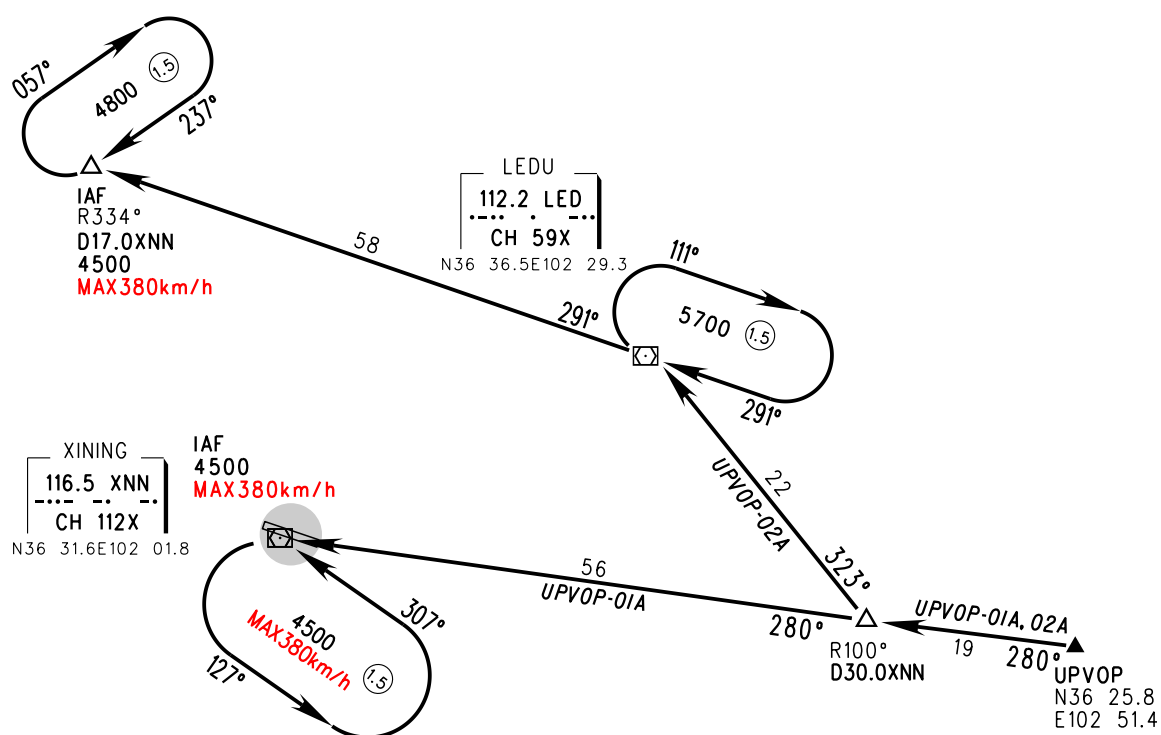 057°
4800
1.5
237°
IAF
R334°
D17.0XNN
4500
MAX380km/h
58
LEDU
112.2 LED
·–·· · –··
CH 59X
N36 36.5E102 29.3
291°
111°
5700
1.5
291°
XINING
116.5 XNN
–··– –· –·
CH 112X
N36 31.6E102 01.8
IAF
4500
MAX380km/h
22
UPVOP-02A
323°
56
UPVOP-01A
280°
307°
4500
MAX380km/h
1.5
127°
R100°
D30.0XNN
UPVOP-01A, 02A
19
280°
UPVOP
N36 25.8
E102 51.4